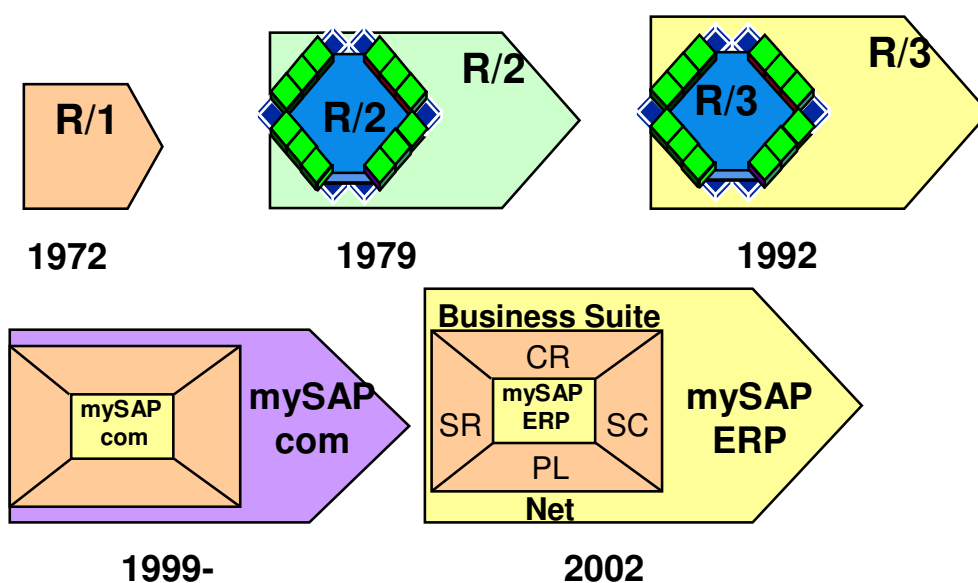 R/1
R/2
R/2
R/3
R/3
1972
1979
1992
mySAP
com
mySAP
com
Business Suite
CR
mySAP
ERP
SR
SC
PL
Net
mySAP
ERP
1999-
2002